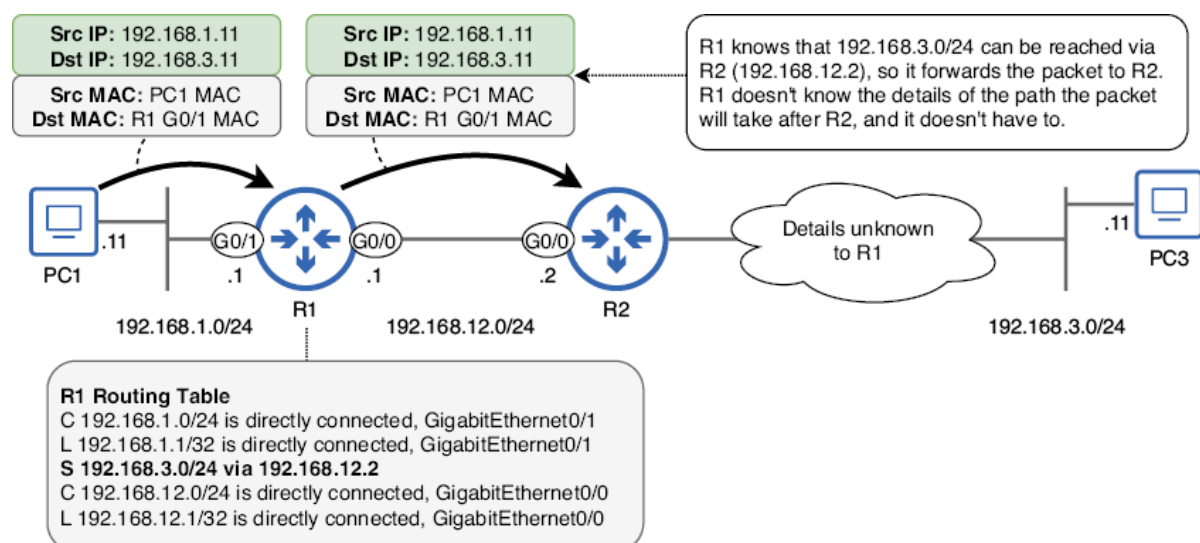 Src IP: 192.168.1.11
Dst IP: 192.168.3.11
Src MAC: PC1 MAC
Dst MAC: R1 G0/1 MAC
Src IP: 192.168.1.11
Dst IP: 192.168.3.11
Src MAC: PC1 MAC
Dst MAC: R1 G0/1 MAC
R1 knows that 192.168.3.0/24 can be reached via
R2 (192.168.12.2), so it forwards the packet to R2.
R1 doesn't know the details of the path the packet
will take after R2, and it doesn't have to.
PC1
.11
G0/1
.1
R1
G0/0
.1
G0/0
.2
R2
Details unknown
to R1
.11
PC3
192.168.1.0/24
192.168.12.0/24
192.168.3.0/24
R1 Routing Table
C 192.168.1.0/24 is directly connected, GigabitEthernet0/1
L 192.168.1.1/32 is directly connected, GigabitEthernet0/1
S 192.168.3.0/24 via 192.168.12.2
C 192.168.12.0/24 is directly connected, GigabitEthernet0/0
L 192.168.12.1/32 is directly connected, GigabitEthernet0/0